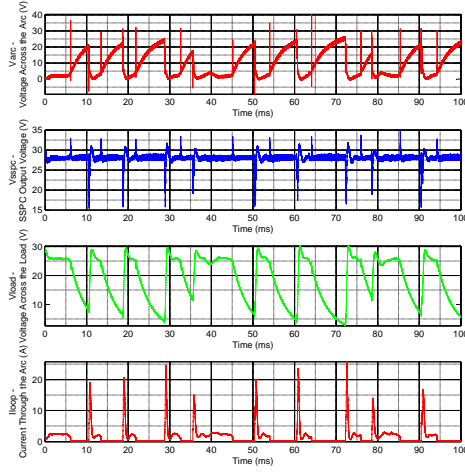 Varc -
Voltage Across the Arc (V)
40
30
20
10
0
0 10 20 30 40 50 60 70 80 90 100
Time (ms)
Vsspc -
SSPC Output Voltage (V)
35
30
25
20
15
0 10 20 30 40 50 60 70 80 90 100
Time (ms)
Vload -
Voltage Across the Load (V)
30
20
10
0 10 20 30 40 50 60 70 80 90 100
Time (ms)
Iloop -
Current Through the Arc (A)
20
10
0
0 10 20 30 40 50 60 70 80 90 100
Time (ms)